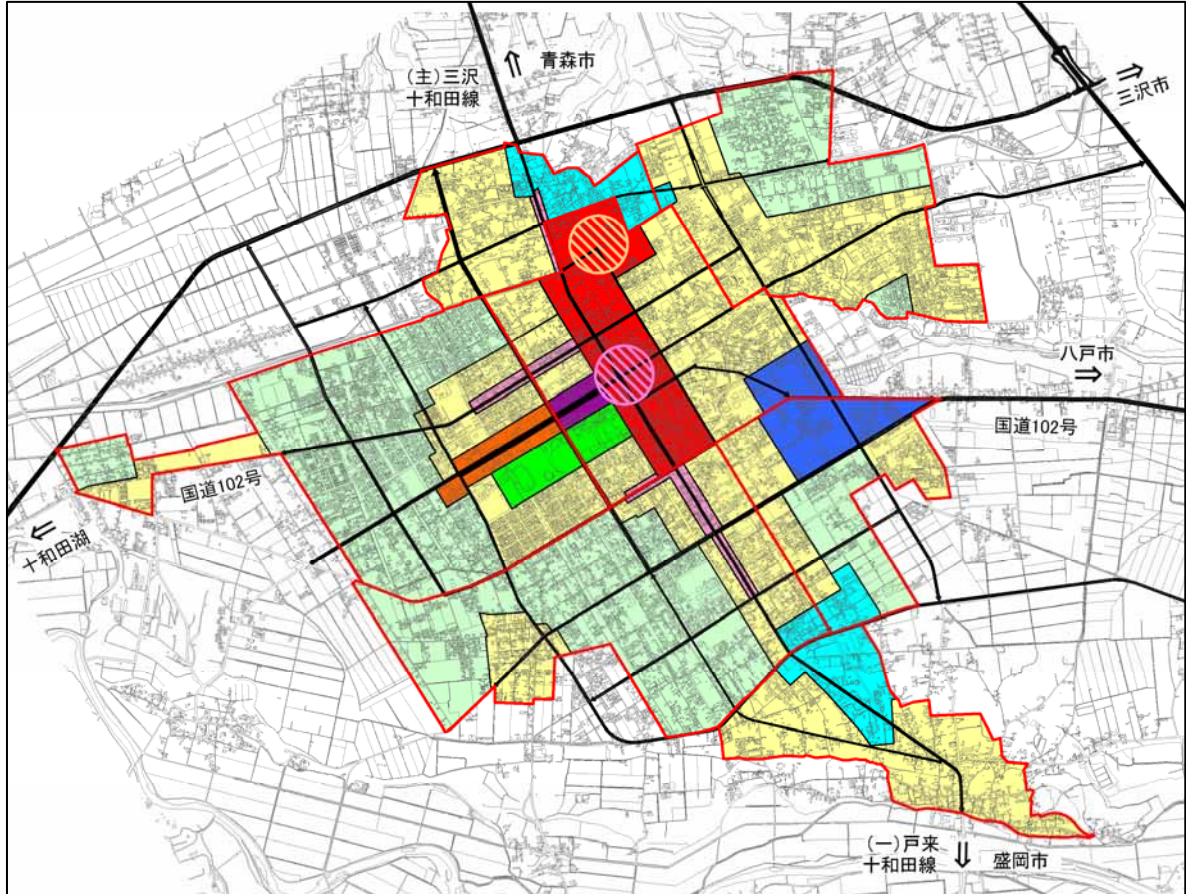 青森市
(主)三沢
十和田線
三沢市
八戸市
国道102号
国道102号
十和田湖
(一)戸来
十和田線
盛岡市